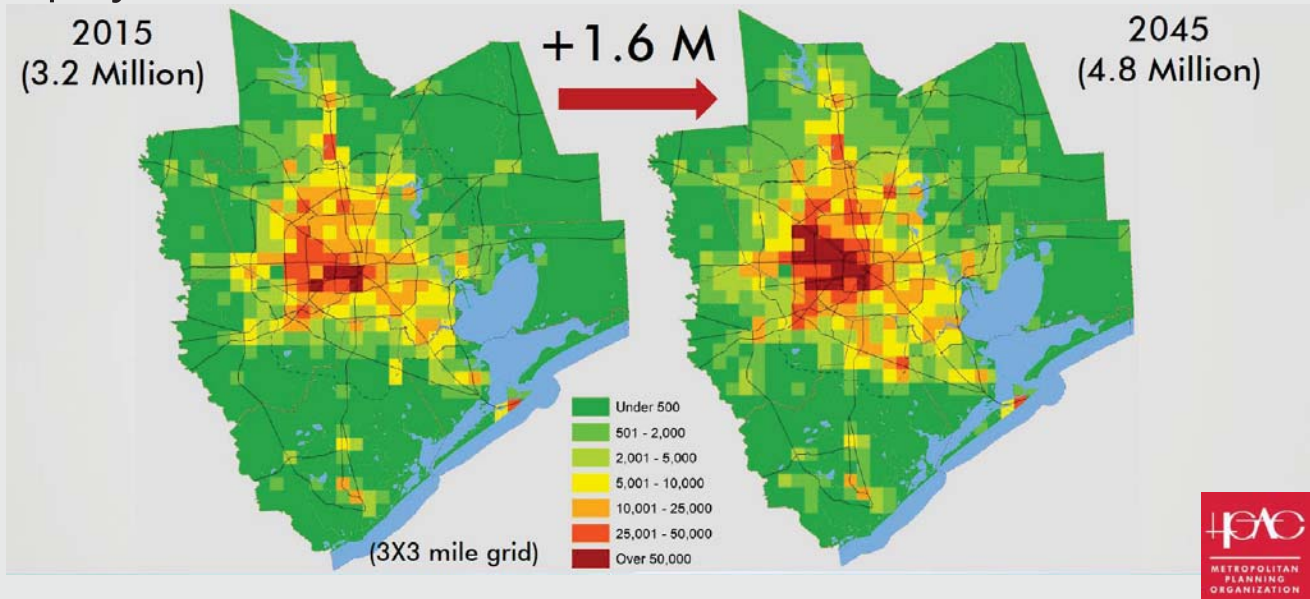 2015
(3.2 Million)
+1.6 M
2045
(4.8 Million)
Under 500
501 - 2,000
2,001 - 5,000
5,001 - 10,000
10,001 - 25,000
25,001 - 50,000
Over 50,000
(3X3 mile grid)
METROPOLITAN
PLANNING
ORGANIZATION